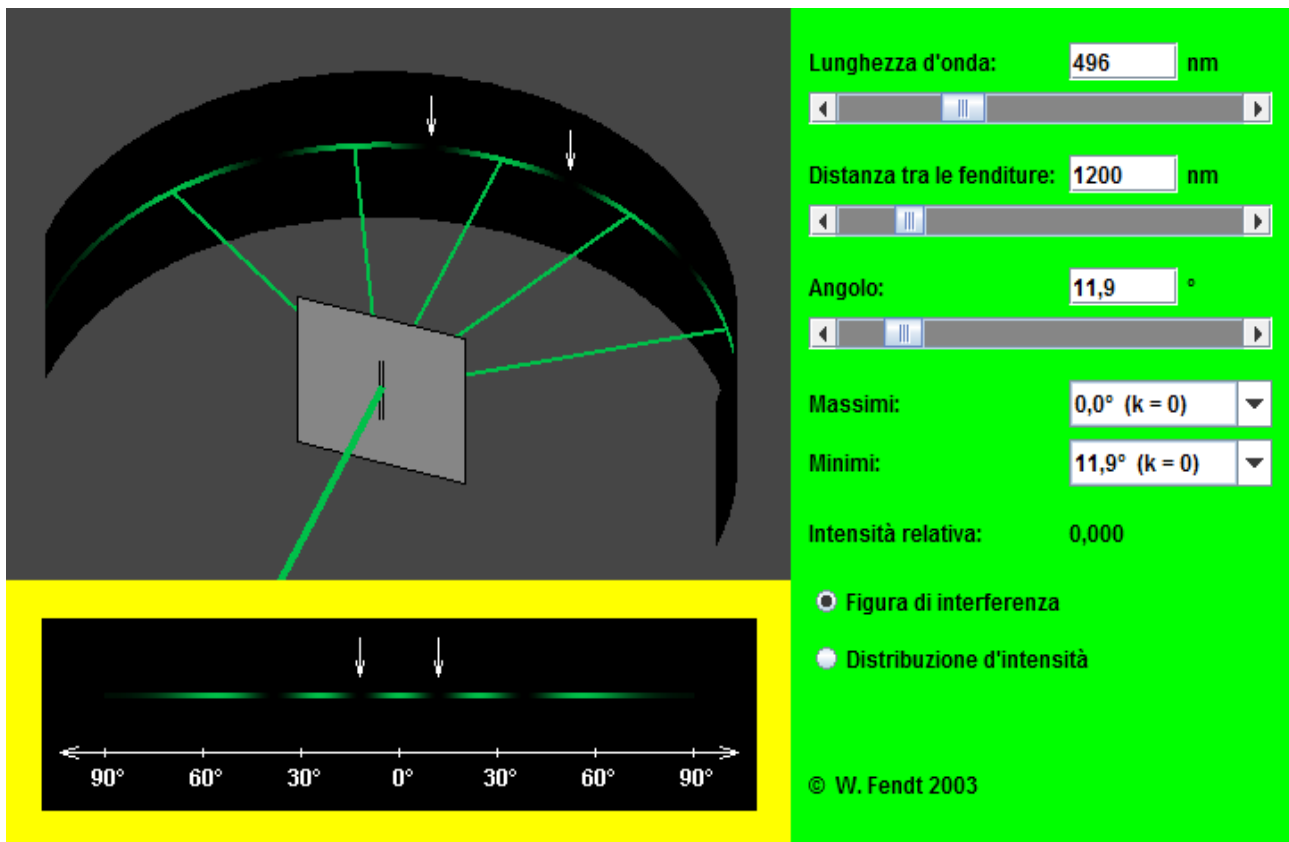 Lunghezza d'onda: 496 nm
Distanza tra le fenditure: 1200 nm
Angolo: 11,9 °
Massimi: 0,0° (k = 0)
Minimi: 11,9° (k = 0)
Intensità relativa: 0,000
Figura di interferenza
Distribuzione d'intensità
© W. Fendt 2003
90° 60° 30° 0° 30° 60° 90°